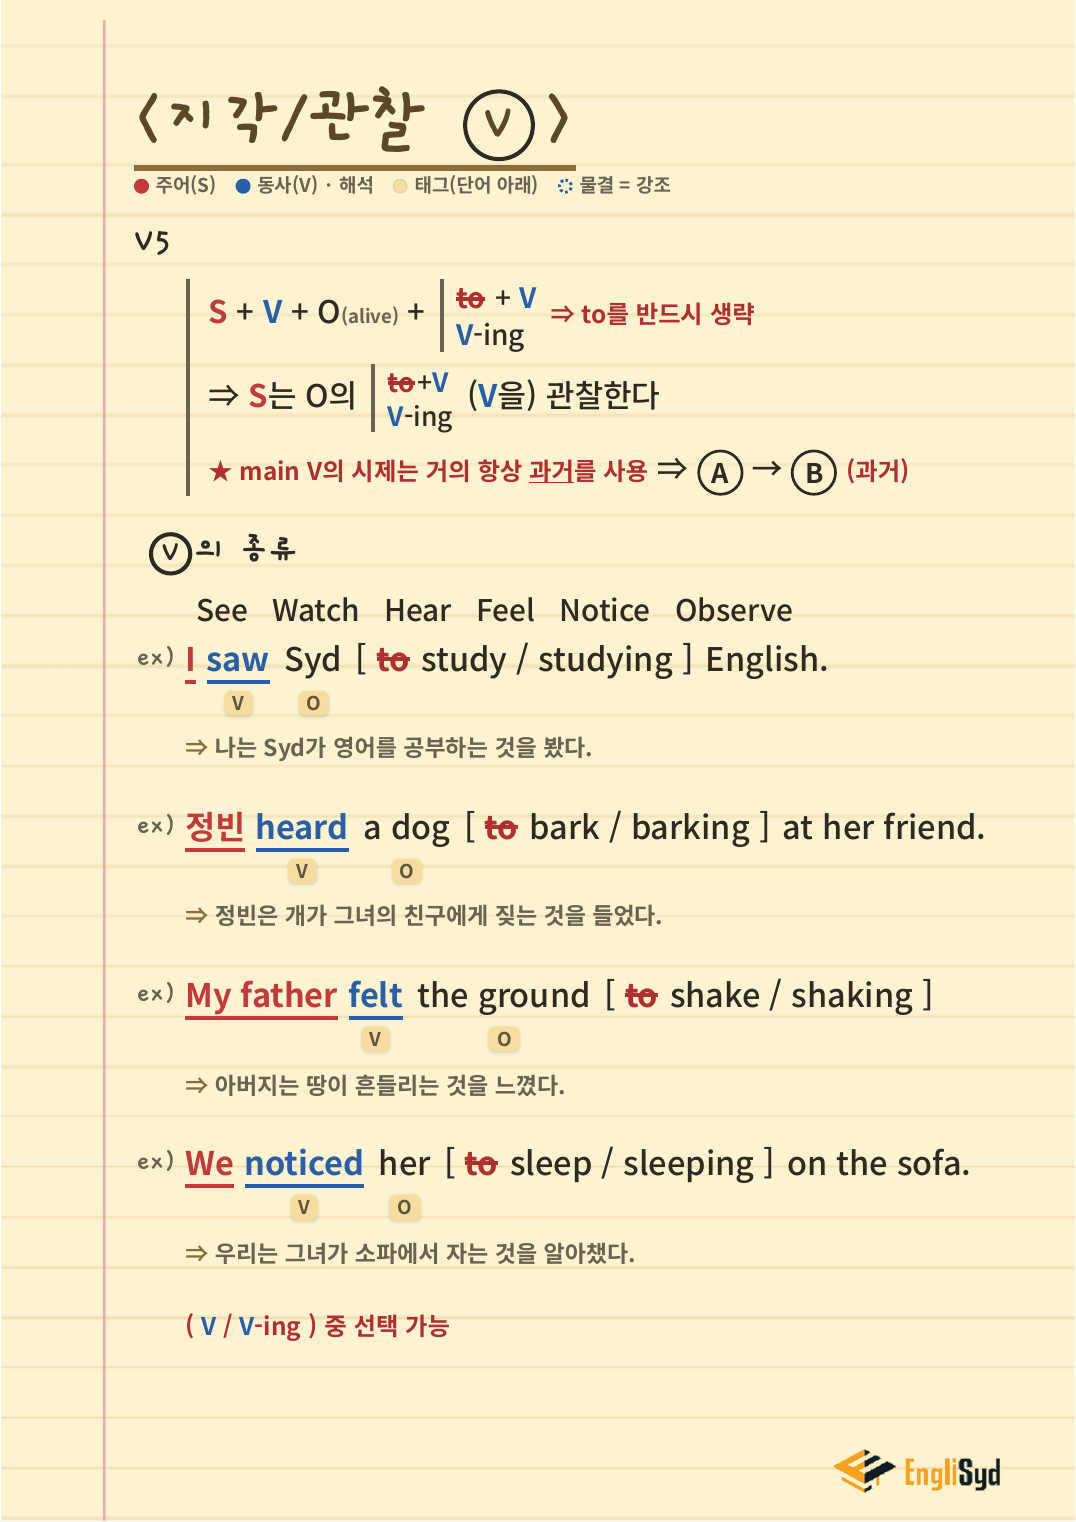 <지각/관찰 V>
주어(S) 동사(V) · 해석 태그(단어 아래) 물결 = 강조
V5
S + V + O(alive) + to + V ⇒ to를 반드시 생략
V-ing
⇒ S는 O의 to+V (V을) 관찰한다
V-ing
★ main V의 시제는 거의 항상 과거를 사용 ⇒ A → B (과거)
V의 종류
See Watch Hear Feel Notice Observe
ex) I saw Syd [ to study / studying ] English.
V O
⇒ 나는 Syd가 영어를 공부하는 것을 봤다.
ex) 정빈 heard a dog [ to bark / barking ] at her friend.
V O
⇒ 정빈은 개가 그녀의 친구에게 짖는 것을 들었다.
ex) My father felt the ground [ to shake / shaking ]
V O
⇒ 아버지는 땅이 흔들리는 것을 느꼈다.
ex) We noticed her [ to sleep / sleeping ] on the sofa.
V O
⇒ 우리는 그녀가 소파에서 자는 것을 알아챘다.
( V / V-ing ) 중 선택 가능
EngliSyd